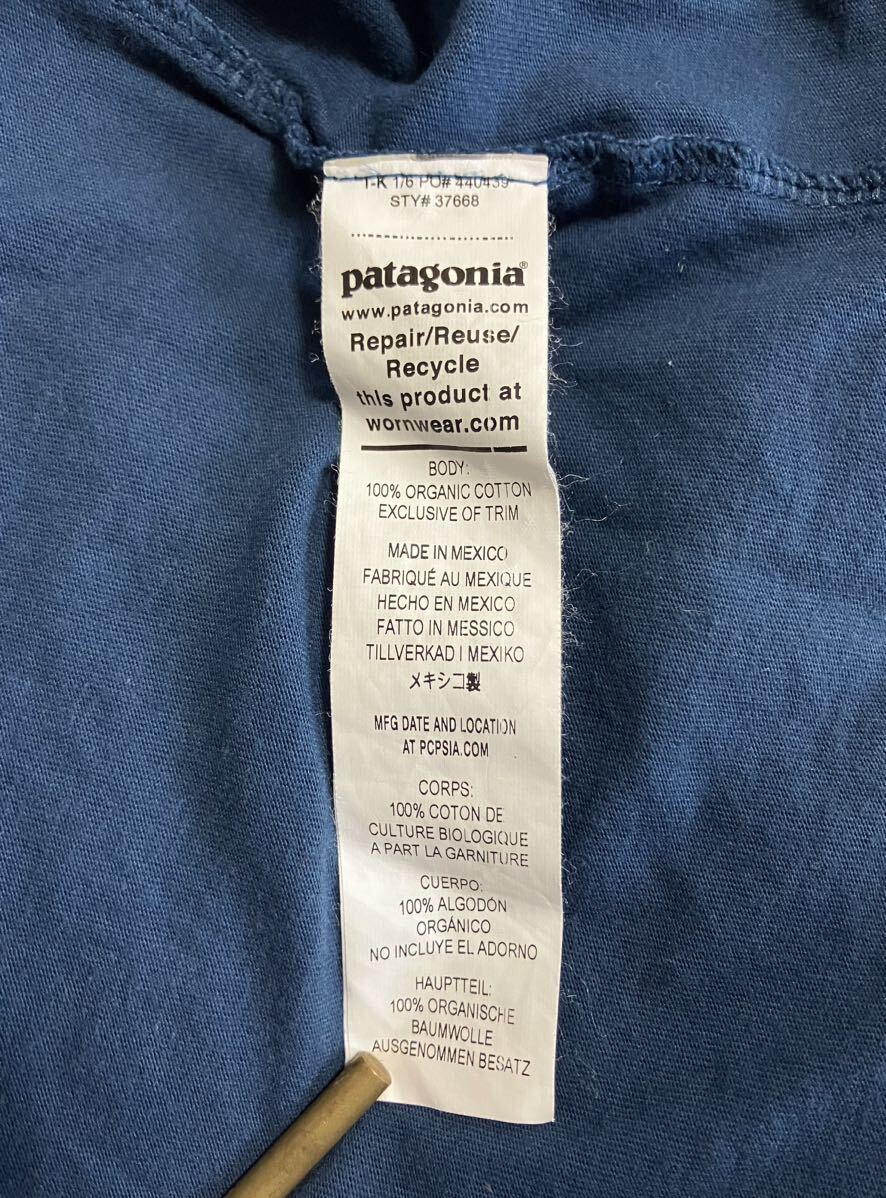 T-K 1/6 PO# 440439
STY# 37668
patagonia®
www.patagonia.com
Repair/Reuse/
Recycle
this product at
wornwear.com
BODY:
100% ORGANIC COTTON
EXCLUSIVE OF TRIM
MADE IN MEXICO
FABRIQUÉ AU MEXIQUE
HECHO EN MEXICO
FATTO IN MESSICO
TILLVERKAD I MEXIKO
メキシコ製
MFG DATE AND LOCATION
AT PCPSIA.COM
CORPS:
100% COTON DE
CULTURE BIOLOGIQUE
A PART LA GARNITURE
CUERPO:
100% ALGODÓN
ORGÁNICO
NO INCLUYE EL ADORNO
HAUPTTEIL:
100% ORGANISCHE
BAUMWOLLE
AUSGENOMMEN BESATZ